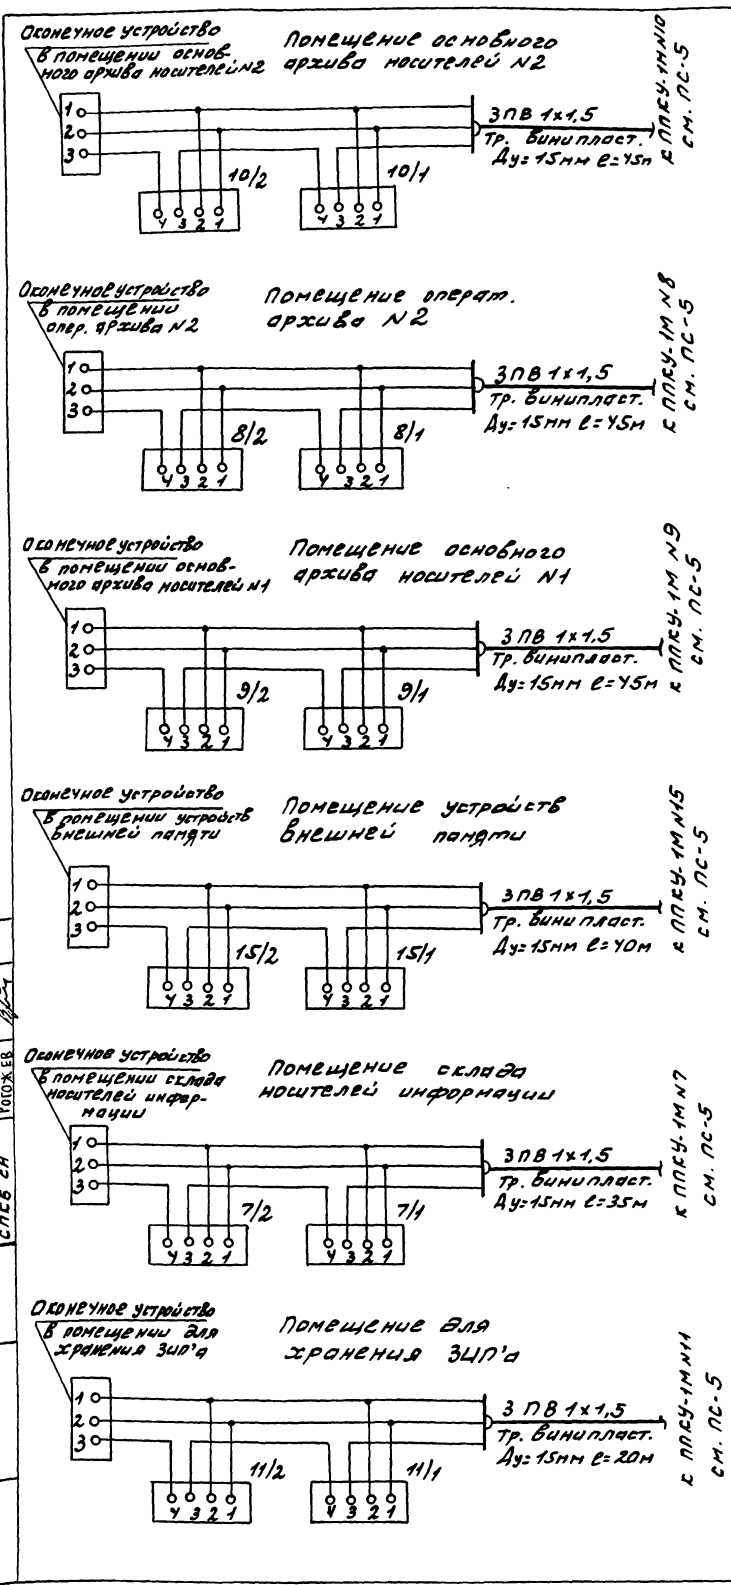 Оконечное устройство
в помещении основ-
ного архива носителей N2
Помещение основного
архива носителей N2
1
2
3
3ПВ 1х1,5
Тр. винипласт.
Ду=15мм ℓ=45м
к ППКУ-1М N10
см. ПС-5
10/2
10/1
4 3 2 1
4 3 2 1
Оконечное устройство
в помещений
опер. архива N2
Помещение операт.
архива N2
1
2
3
3ПВ 1х1,5
Тр. винипласт.
Ду=15мм ℓ=45м
к ППКУ-1М N8
см. ПС-5
8/2
8/1
4 3 2 1
4 3 2 1
Оконечное устройство
в помещении основ-
ного архива носителей N1
Помещение основного
архива носителей N1
1
2
3
3ПВ 1х1,5
Тр. винипласт.
Ду=15мм ℓ=45м
к ППКУ-1М N9
см. ПС-5
9/2
9/1
4 3 2 1
4 3 2 1
Оконечное устройство
в помещении устройств
внешней памяти
Помещение устройств
внешней памяти
1
2
3
3ПВ 1х1,5
Тр. винипласт.
Ду=15мм ℓ=40м
к ППКУ-1М N15
см. ПС-5
15/2
15/1
4 3 2 1
4 3 2 1
Оконечное устройство
в помещении склада
носителей инфор-
мации
Помещение склада
носителей информации
1
2
3
3ПВ 1х1,5
Тр. винипласт.
Ду=15мм ℓ=35м
к ППКУ-1М N7
см. ПС-5
7/2
7/1
4 3 2 1
4 3 2 1
Оконечное устройство
в помещении для
хранения ЗИП'а
Помещение для
хранения ЗИП'а
1
2
3
3ПВ 1х1,5
Тр. винипласт.
Ду=15мм ℓ=20м
к ППКУ-1М N11
см. ПС-5
11/2
11/1
4 3 2 1
4 3 2 1
РОГОЖЕВ